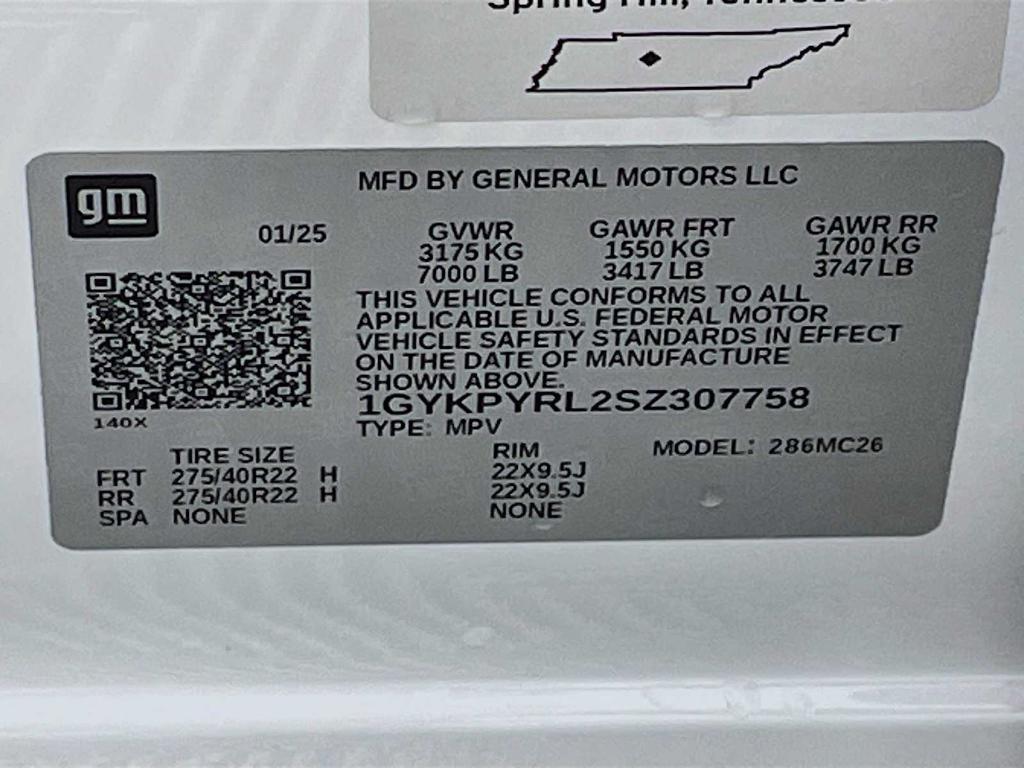 Spring Hill, Tennessee
gm
MFD BY GENERAL MOTORS LLC
01/25
GVWR GAWR FRT GAWR RR
3175 KG 1550 KG 1700 KG
7000 LB 3417 LB 3747 LB
THIS VEHICLE CONFORMS TO ALL
APPLICABLE U.S. FEDERAL MOTOR
VEHICLE SAFETY STANDARDS IN EFFECT
ON THE DATE OF MANUFACTURE
SHOWN ABOVE.
1GYKPYRL2SZ307758
140X
TYPE: MPV
TIRE SIZE RIM MODEL: 286MC26
FRT 275/40R22 H 22X9.5J
RR 275/40R22 H 22X9.5J
SPA NONE NONE